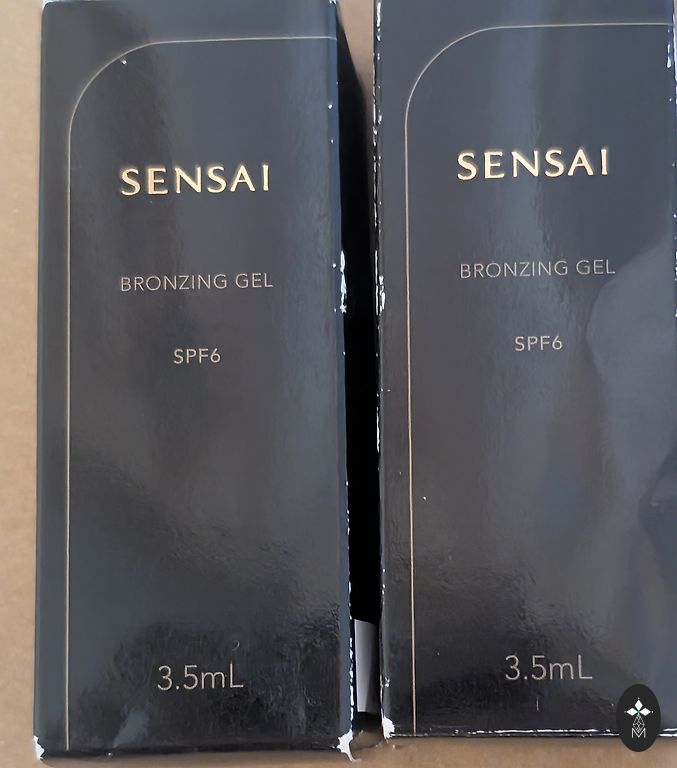 SENSAI
BRONZING GEL
SPF6
3.5mL
SENSAI
BRONZING GEL
SPF6
3.5mL
M